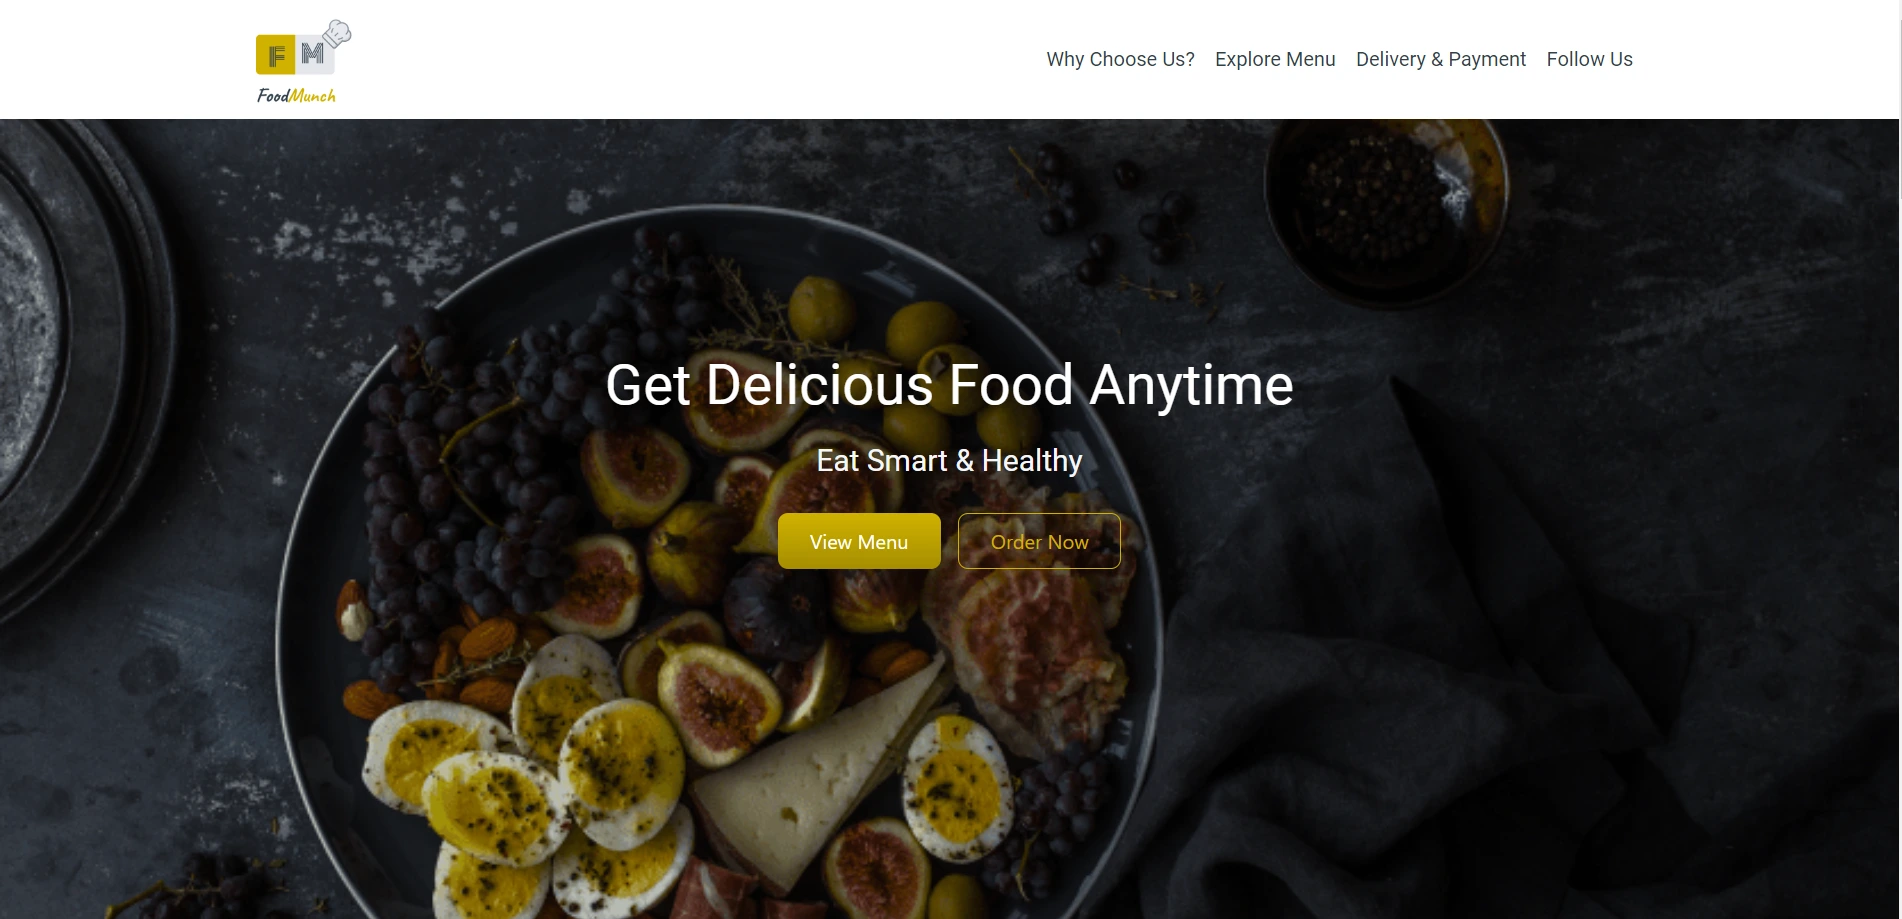 F M
FoodMunch
Why Choose Us? Explore Menu Delivery & Payment Follow Us
Get Delicious Food Anytime
Eat Smart & Healthy
View Menu Order Now